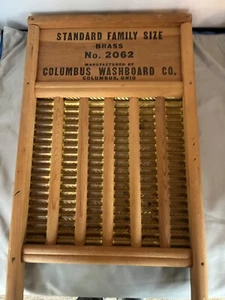 STANDARD FAMILY SIZE
BRASS
No. 2062
MANUFACTURED BY
COLUMBUS WASHBOARD CO.
COLUMBUS, OHIO